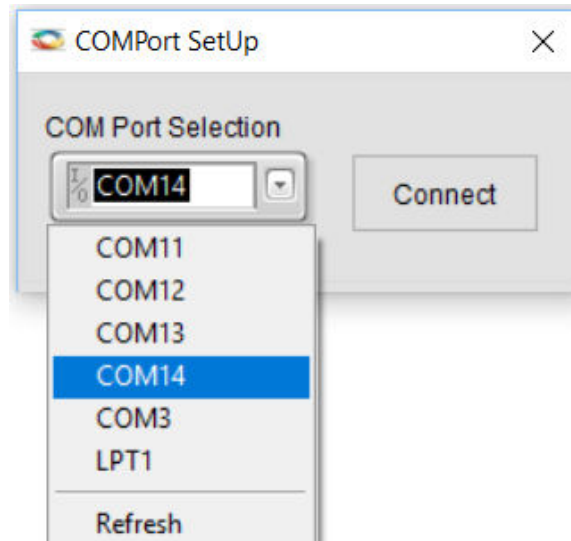 COMPort SetUp
COM Port Selection
I/O COM14
Connect
COM11
COM12
COM13
COM14
COM3
LPT1
Refresh